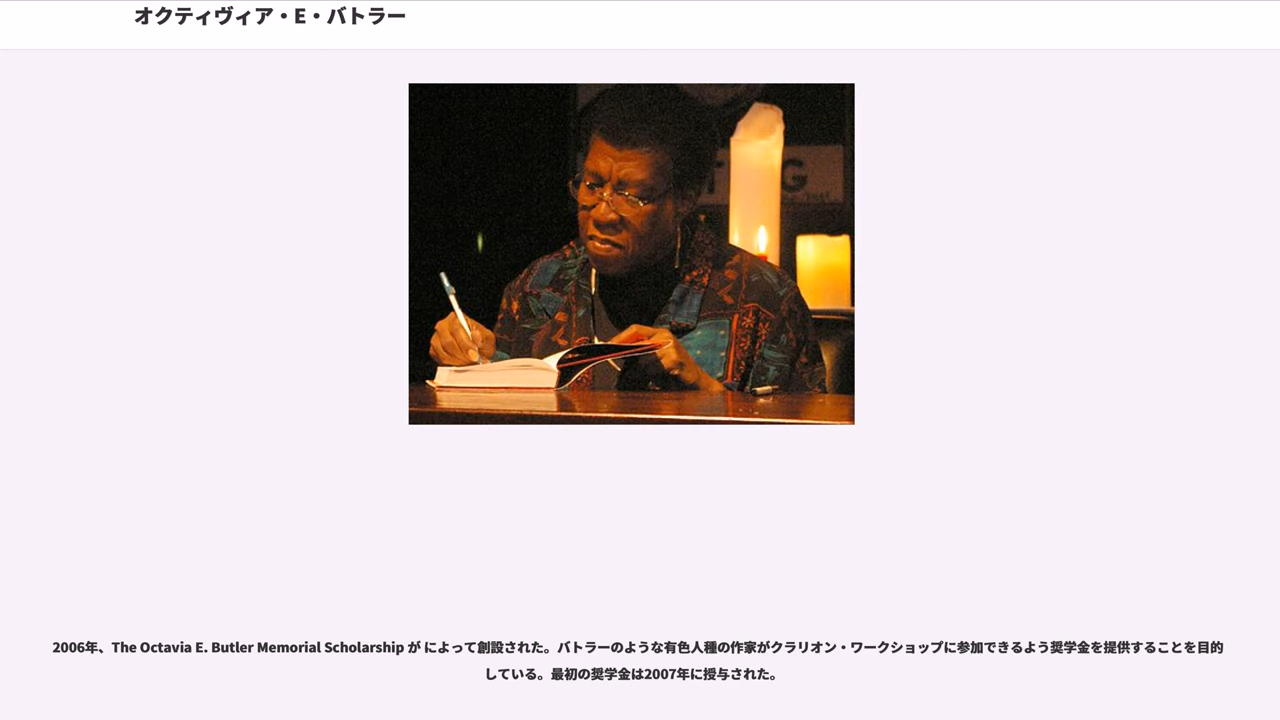 オクティヴィア・E・バトラー
G
2006年、The Octavia E. Butler Memorial Scholarship が によって創設された。バトラーのような有色人種の作家がクラリオン・ワークショップに参加できるよう奨学金を提供することを目的
している。最初の奨学金は2007年に授与された。